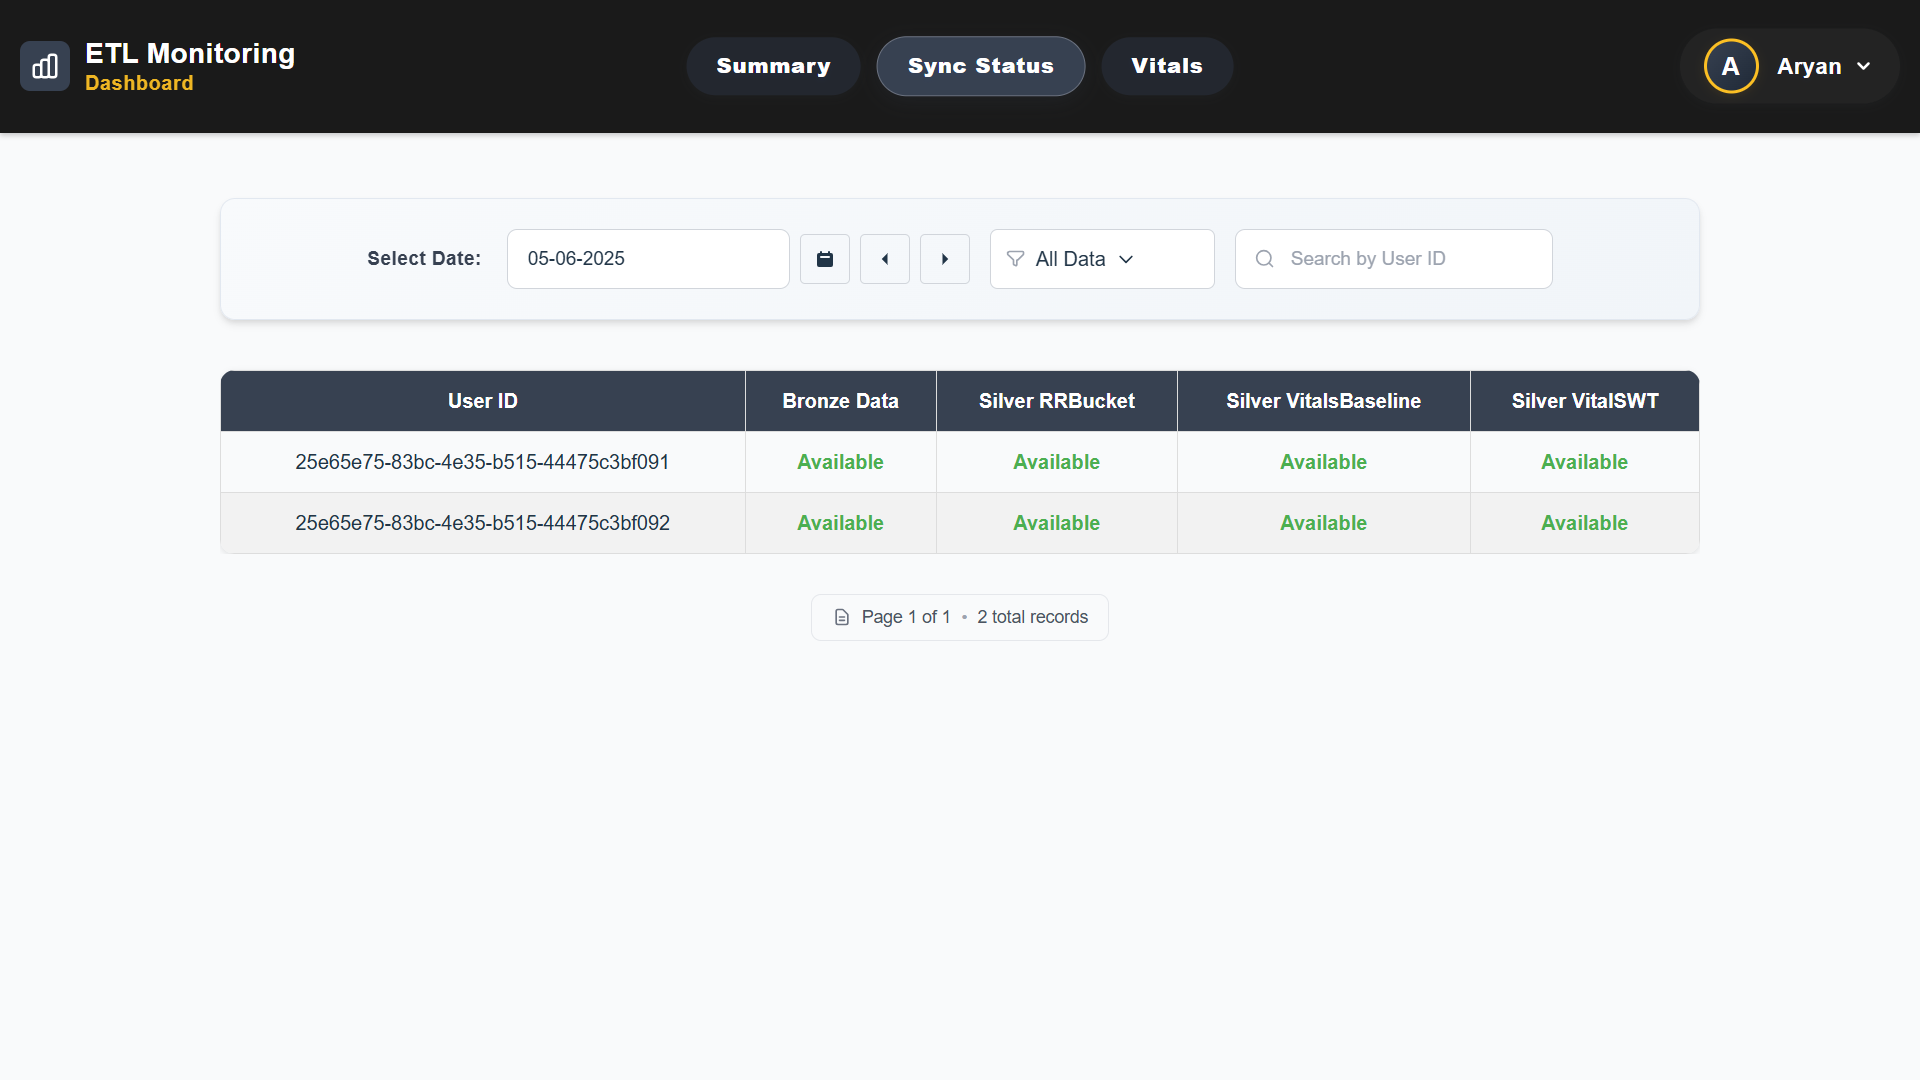 ETL Monitoring
Dashboard
Summary
Sync Status
Vitals
A
Aryan
Select Date:
05-06-2025
All Data
Search by User ID
User ID Bronze Data Silver RRBucket Silver VitalsBaseline Silver VitalSWT
25e65e75-83bc-4e35-b515-44475c3bf091 Available Available Available Available
25e65e75-83bc-4e35-b515-44475c3bf092 Available Available Available Available
Page 1 of 1 • 2 total records